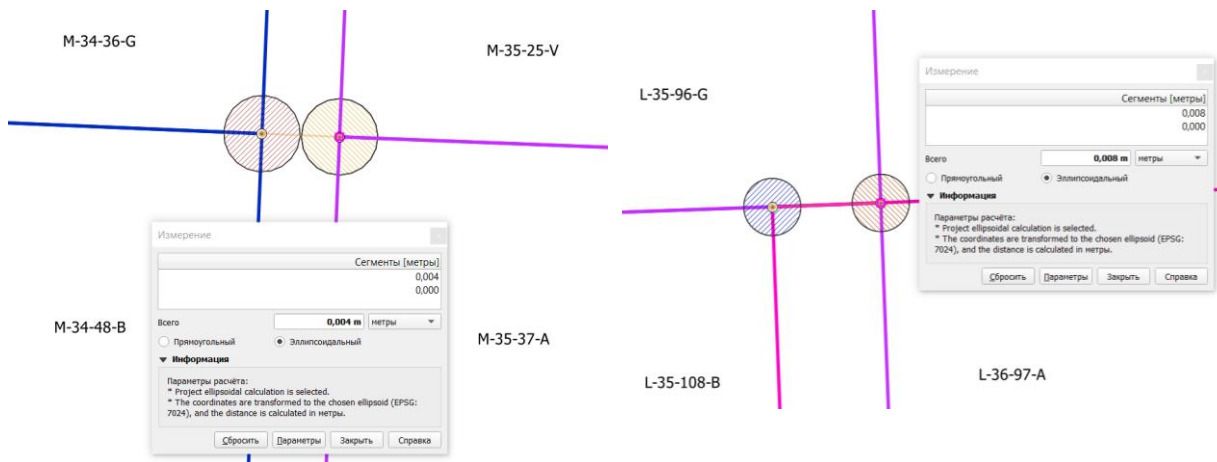 M-34-36-G
M-35-25-V
Измерение
Сегменты [метры]
0,004
0,000
Всего
0,004 m
метры
Прямоугольный
Эллипсоидальный
Информация
Параметры расчёта:
* Project ellipsoidal calculation is selected.
* The coordinates are transformed to the chosen ellipsoid (EPSG:
7024), and the distance is calculated in метры.
Сбросить
Параметры
Закрыть
Справка
M-34-48-B
M-35-37-A
L-35-96-G
Измерение
Сегменты [метры]
0,008
0,000
Всего
0,008 m
метры
Прямоугольный
Эллипсоидальный
Информация
Параметры расчёта:
* Project ellipsoidal calculation is selected.
* The coordinates are transformed to the chosen ellipsoid (EPSG:
7024), and the distance is calculated in метры.
Сбросить
Параметры
Закрыть
Справка
L-35-108-B
L-36-97-A